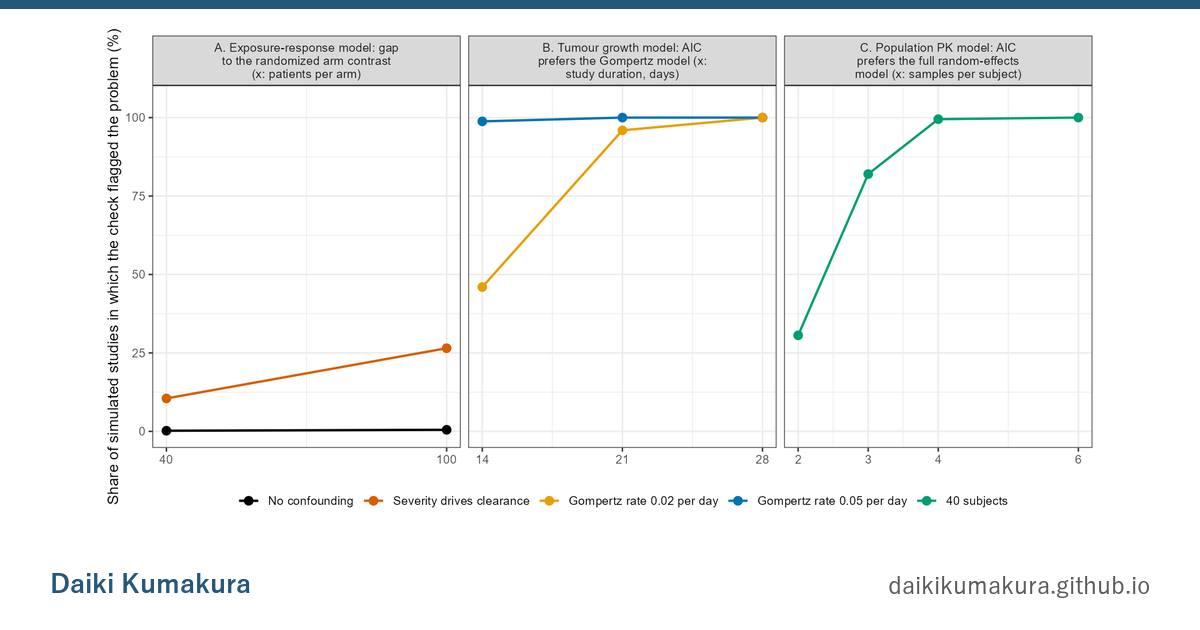 Share of simulated studies in which the check flagged the problem (%)
A. Exposure-response model: gap
to the randomized arm contrast
(x: patients per arm)
B. Tumour growth model: AIC
prefers the Gompertz model (x:
study duration, days)
C. Population PK model: AIC
prefers the full random-effects
model (x: samples per subject)
100
75
50
25
0
40
100
14
21
28
2
3
4
6
No confounding
Severity drives clearance
Gompertz rate 0.02 per day
Gompertz rate 0.05 per day
40 subjects
Daiki Kumakura
daikikumakura.github.io